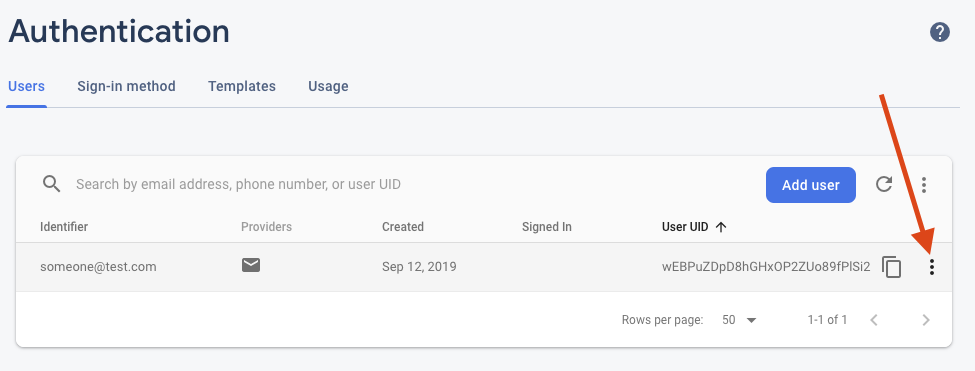 Authentication
?
Users Sign-in method Templates Usage
Search by email address, phone number, or user UID Add user
Identifier Providers Created Signed In User UID
someone@test.com Sep 12, 2019 wEBPuZDpD8hGHxOP2ZUo89fPlSi2
Rows per page: 50 1-1 of 1